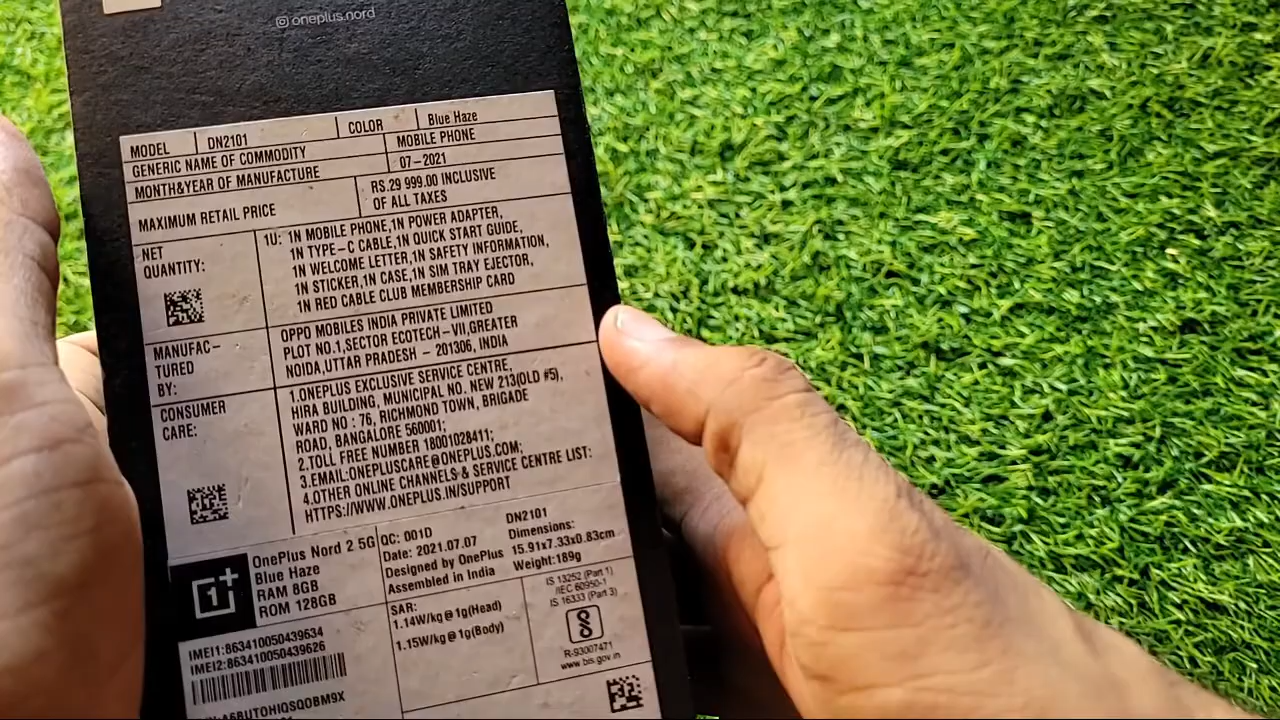 oneplus.nord
MODEL DN2101 COLOR Blue Haze
GENERIC NAME OF COMMODITY MOBILE PHONE
MONTH&YEAR OF MANUFACTURE 07-2021
MAXIMUM RETAIL PRICE RS.29 999.00 INCLUSIVE
OF ALL TAXES
NET
QUANTITY:
1U: 1N MOBILE PHONE,1N POWER ADAPTER,
1N TYPE-C CABLE,1N QUICK START GUIDE,
1N WELCOME LETTER,1N SAFETY INFORMATION,
1N STICKER,1N CASE,1N SIM TRAY EJECTOR,
1N RED CABLE CLUB MEMBERSHIP CARD
MANUFAC-
TURED
BY:
OPPO MOBILES INDIA PRIVATE LIMITED
PLOT NO.1,SECTOR ECOTECH-VII,GREATER
NOIDA,UTTAR PRADESH - 201306, INDIA
CONSUMER
CARE:
1.ONEPLUS EXCLUSIVE SERVICE CENTRE,
HIRA BUILDING, MUNICIPAL NO. NEW 213(OLD #5),
WARD NO : 76, RICHMOND TOWN, BRIGADE
ROAD, BANGALORE 560001;
2.TOLL FREE NUMBER 18001028411;
3.EMAIL:ONEPLUSCARE@ONEPLUS.COM;
4.OTHER ONLINE CHANNELS & SERVICE CENTRE LIST:
HTTPS://WWW.ONEPLUS.IN/SUPPORT
OnePlus Nord 2 5G
Blue Haze
RAM 8GB
ROM 128GB
QC: 001D
Date: 2021.07.07
Designed by OnePlus
Assembled in India
DN2101
Dimensions:
15.91x7.33x0.83cm
Weight:189g
IMEI1:863410050439634
IMEI2:863410050439626
SAR:
1.14W/kg@1g(Head)
1.15W/kg@1g(Body)
IS 13252 (Part 1)
/IEC 60950-1
IS 16333 (Part 3)
R-93007471
www.bis.gov.in